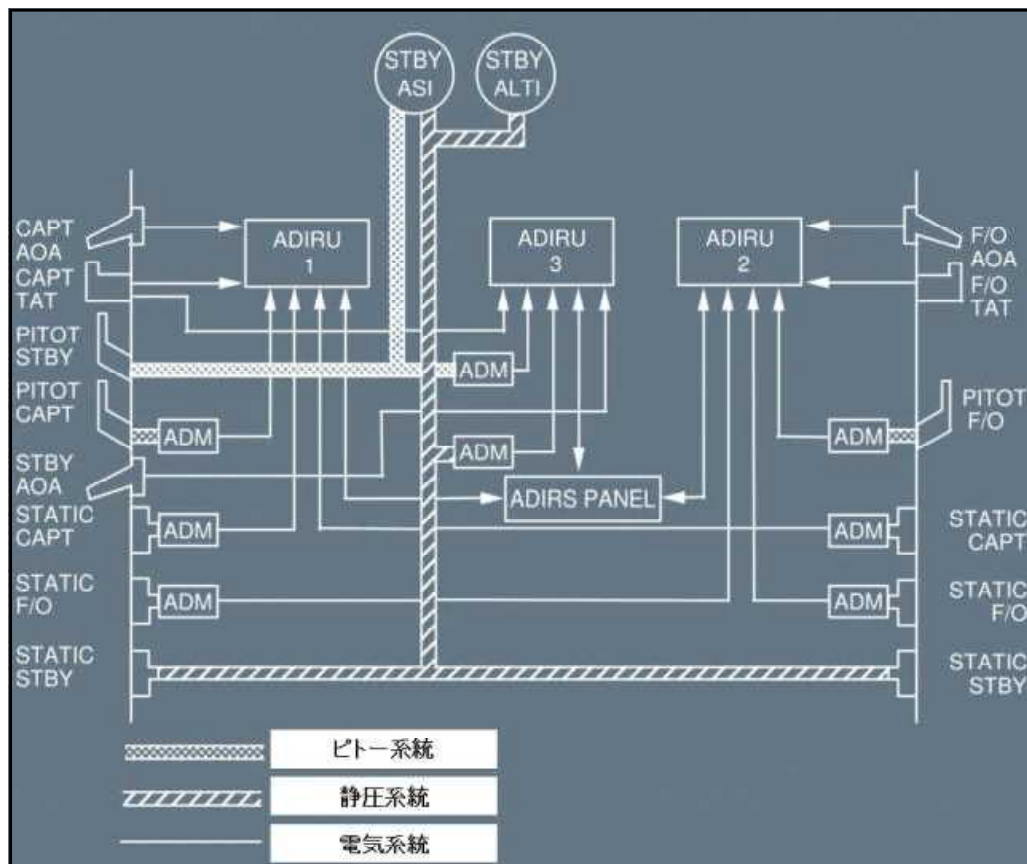 STBY
ASI
STBY
ALTI
CAPT
AOA
CAPT
TAT
PITOT
STBY
PITOT
CAPT
STBY
AOA
STATIC
CAPT
STATIC
F/O
STATIC
STBY
ADIRU
1
ADIRU
3
ADIRU
2
ADM
ADM
ADM
ADM
ADIRS PANEL
ADM
ADM
ADM
ADM
F/O
AOA
F/O
TAT
PITOT
F/O
STATIC
CAPT
STATIC
F/O
STATIC
STBY
ピトー系統
静圧系統
電気系統